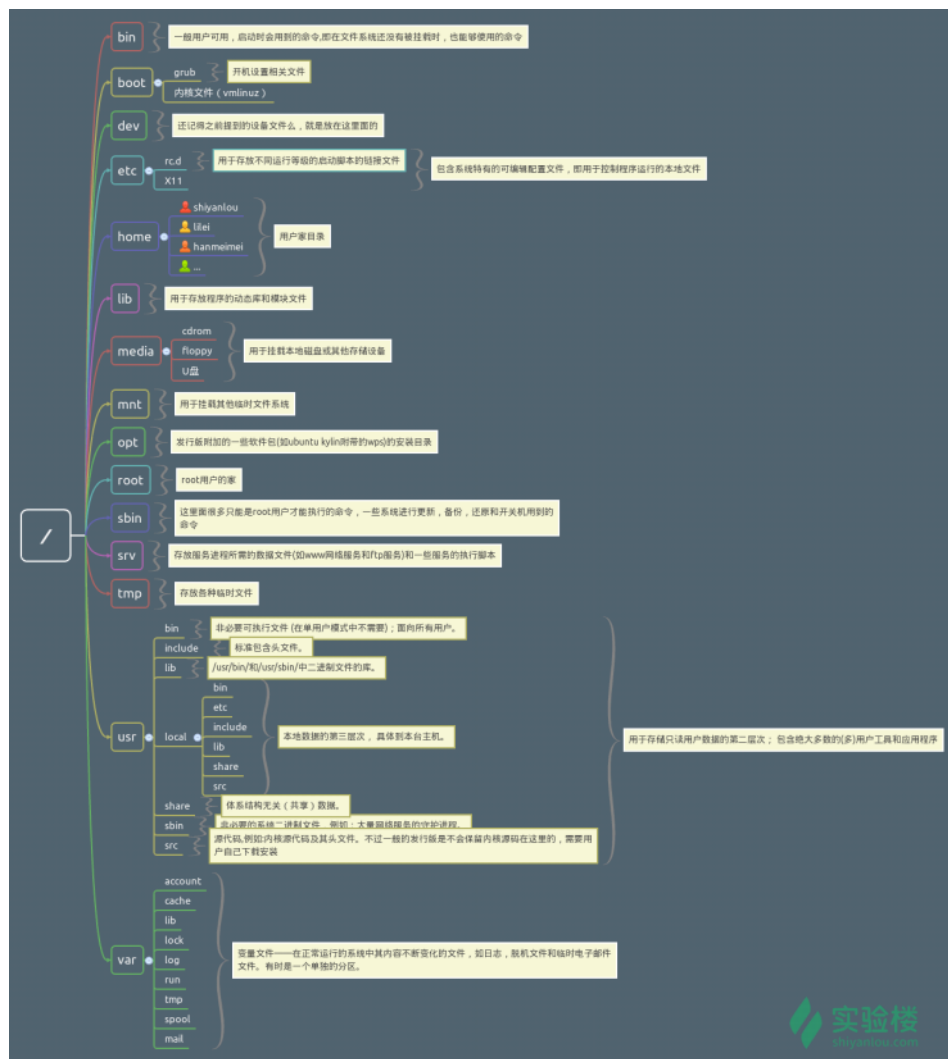 bin
一般用户可用，启动时会用到的命令,即在文件系统还没有被挂载时，也能够使用的命令
boot
grub
开机设置相关文件
内核文件（vmlinuz）
dev
还记得之前提到的设备文件么，就是放在这里面的
etc
rc.d
用于存放不同运行等级的启动脚本的链接文件
X11
包含系统特有的可编辑配置文件，即用于控制程序运行的本地文件
home
shiyanlou
lilei
hanmeimei
...
用户家目录
lib
用于存放程序的动态库和模块文件
media
cdrom
floppy
U盘
用于挂载本地磁盘或其他存储设备
mnt
用于挂载其他临时文件系统
opt
发行版附加的一些软件包(如ubuntu kylin附带的wps)的安装目录
root
root用户的家
/
sbin
这里面很多只能是root用户才能执行的命令，一些系统进行更新，备份，还原和开关机用到的
命令
srv
存放服务进程所需的数据文件(如www网络服务和ftp服务)和一些服务的执行脚本
tmp
存放各种临时文件
usr
bin
非必要可执行文件 (在单用户模式中不需要)；面向所有用户。
include
标准包含头文件。
lib
/usr/bin/和/usr/sbin/中二进制文件的库。
local
bin
etc
include
lib
share
src
本地数据的第三层次， 具体到本台主机。
share
体系结构无关（共享）数据。
sbin
必要的系统二进制文件，例如：大量网络服务的守护进程。
src
源代码,例如:内核源代码及其头文件。不过一般的发行版是不会保留内核源码在这里的，需要用
户自己下载安装
用于存储只读用户数据的第二层次； 包含绝大多数的(多)用户工具和应用程序
var
account
cache
lib
lock
log
run
tmp
spool
mail
变量文件——在正常运行的系统中其内容不断变化的文件，如日志，脱机文件和临时电子邮件
文件。有时是一个单独的分区。
实验楼
shiyanlou.com